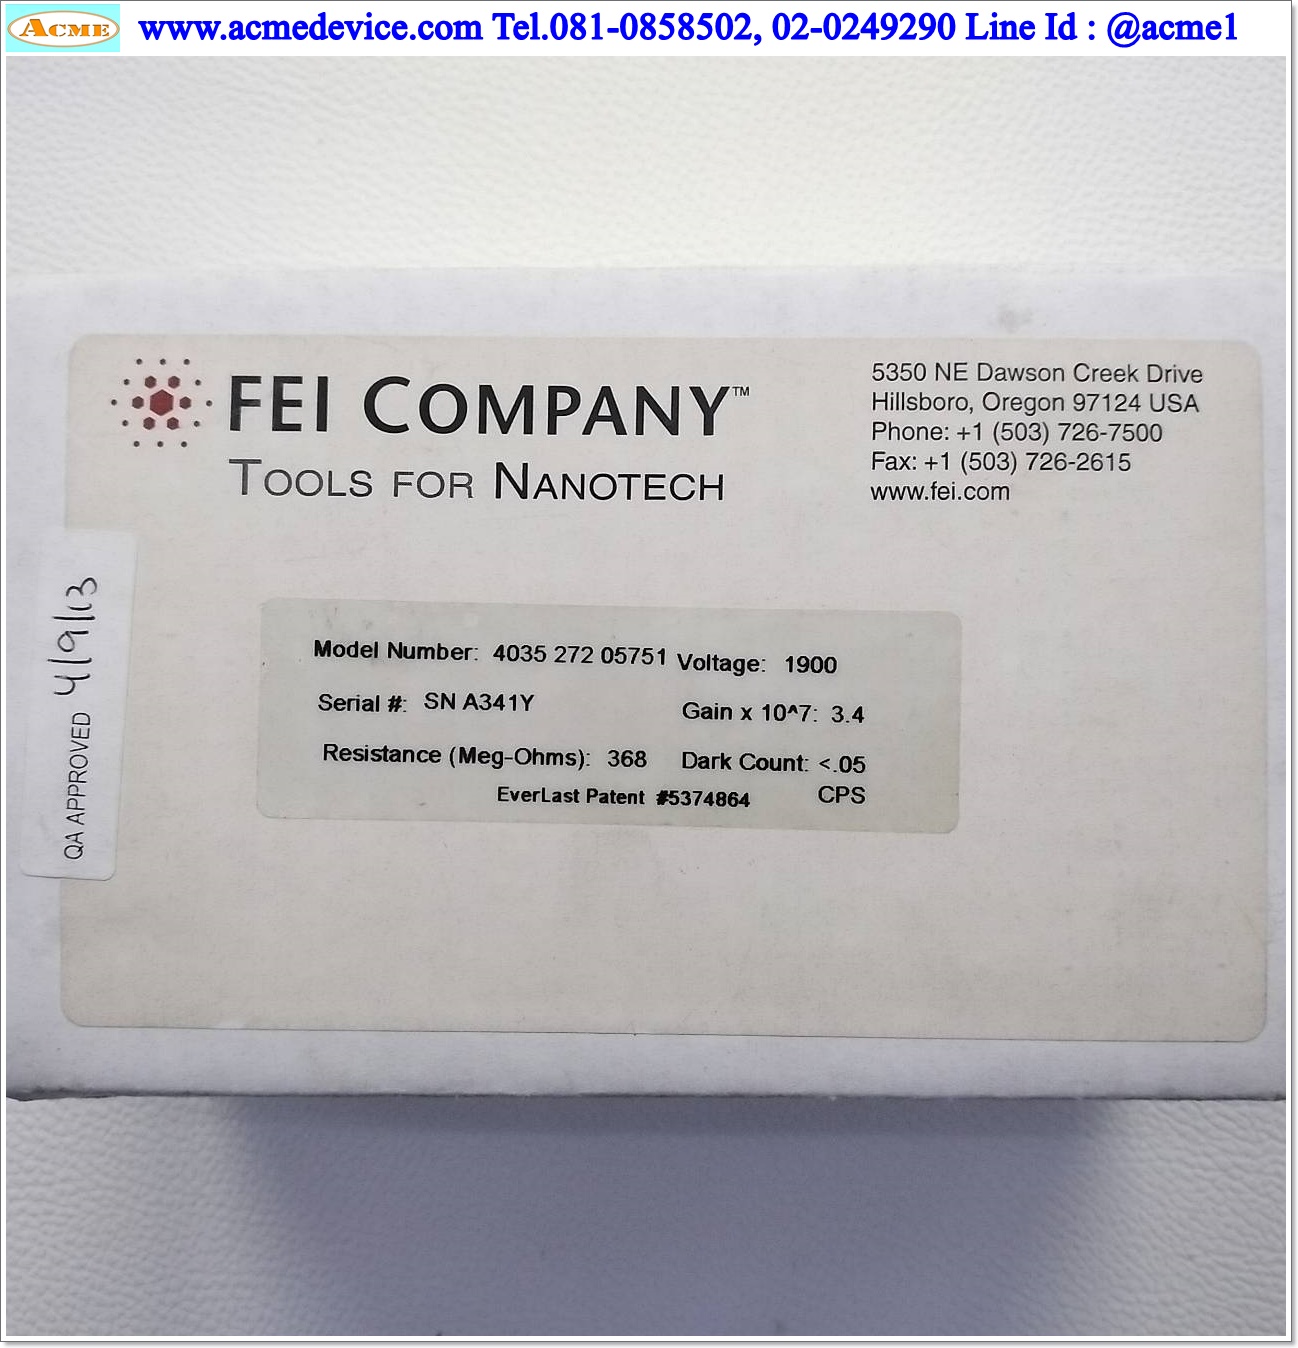 ACME www.acmedevice.com Tel.081-0858502, 02-0249290 Line Id : @acme1
FEI COMPANY™
TOOLS FOR NANOTECH
5350 NE Dawson Creek Drive
Hillsboro, Oregon 97124 USA
Phone: +1 (503) 726-7500
Fax: +1 (503) 726-2615
www.fei.com
QA APPROVED 4/9/13
Model Number: 4035 272 05751 Voltage: 1900
Serial #: SN A341Y Gain x 10^7: 3.4
Resistance (Meg-Ohms): 368 Dark Count: <.05
EverLast Patent #5374864 CPS